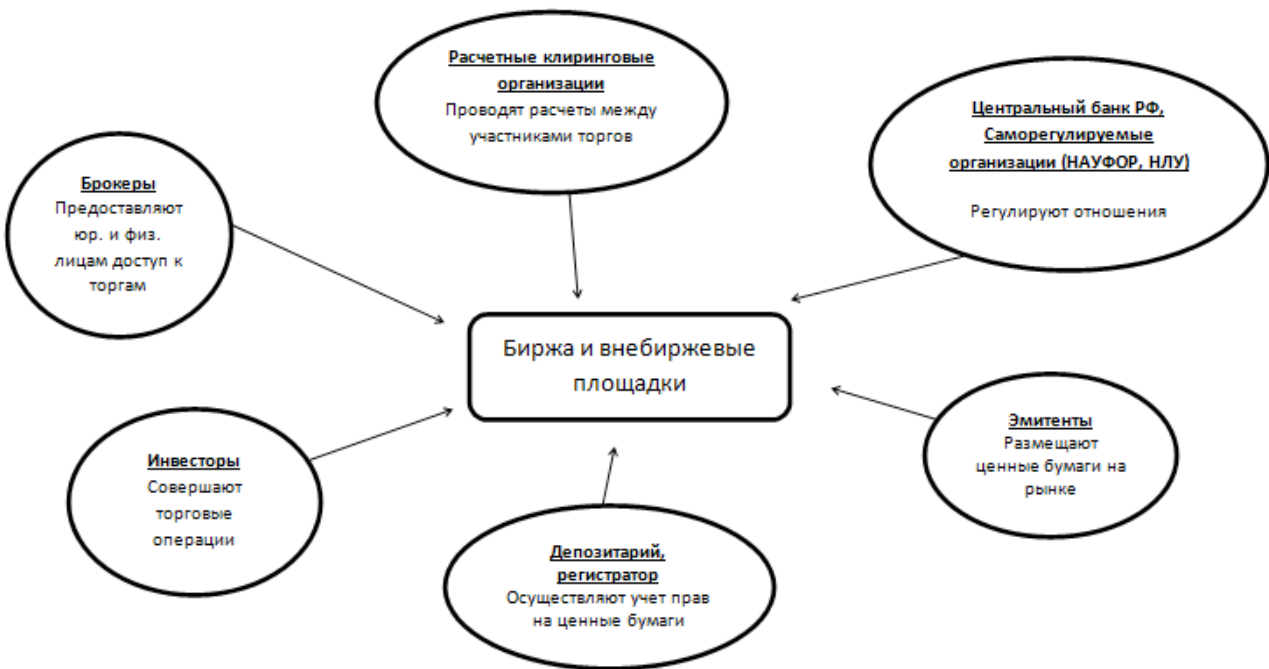 Расчетные клиринговые
организации
Проводят расчеты между
участниками торгов
Центральный банк РФ,
Саморегулируемые
организации (НАУФОР, НЛУ)
Регулируют отношения
Брокеры
Предоставляют
юр. и физ.
лицам доступ к
торгам
Биржа и внебиржевые
площадки
Эмитенты
Размещают
ценные бумаги на
рынке
Инвесторы
Совершают
торговые
операции
Депозитарий,
регистратор
Осуществляют учет прав
на ценные бумаги